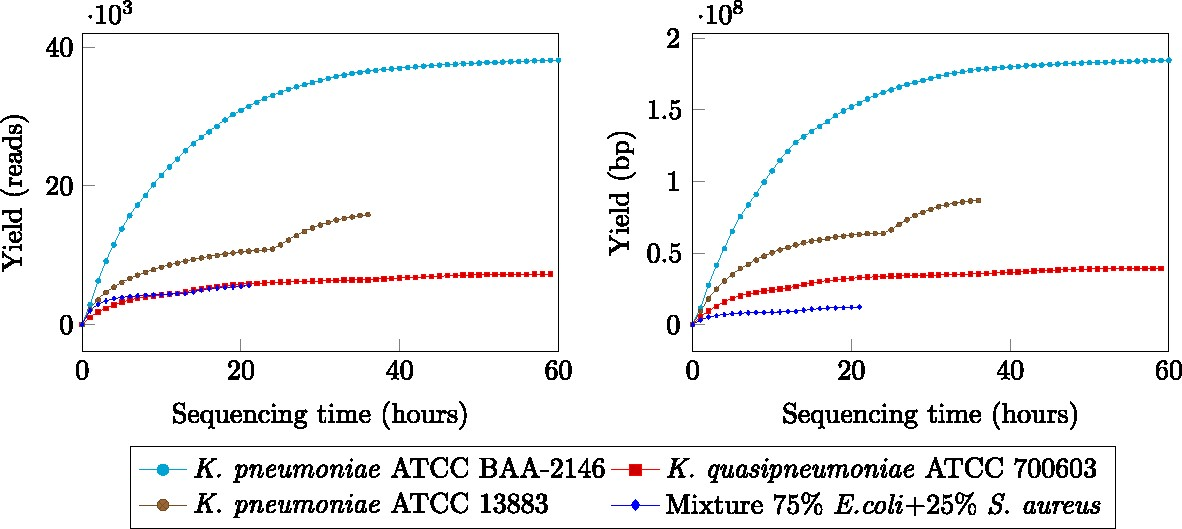 ·10³
40
20
0
Yield (reads)
0 20 40 60
Sequencing time (hours)
·10⁸
2
1.5
1
0.5
0
Yield (bp)
0 20 40 60
Sequencing time (hours)
K. pneumoniae ATCC BAA-2146 K. quasipneumoniae ATCC 700603
K. pneumoniae ATCC 13883 Mixture 75% E.coli+25% S. aureus